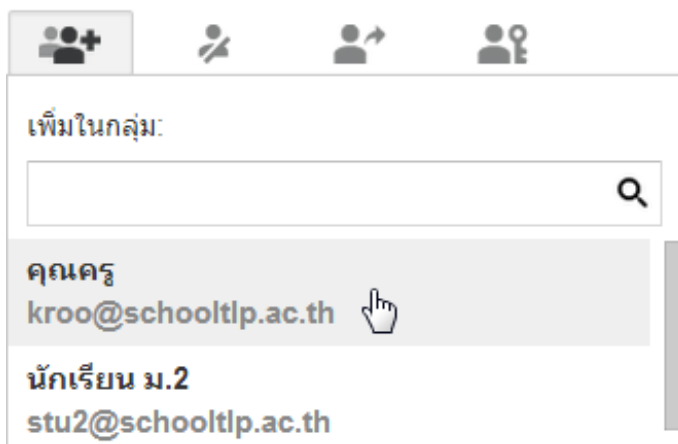 เพิ่มในกลุ่ม:
คุณครู
kroo@schooltlp.ac.th
นักเรียน ม.2
stu2@schooltlp.ac.th